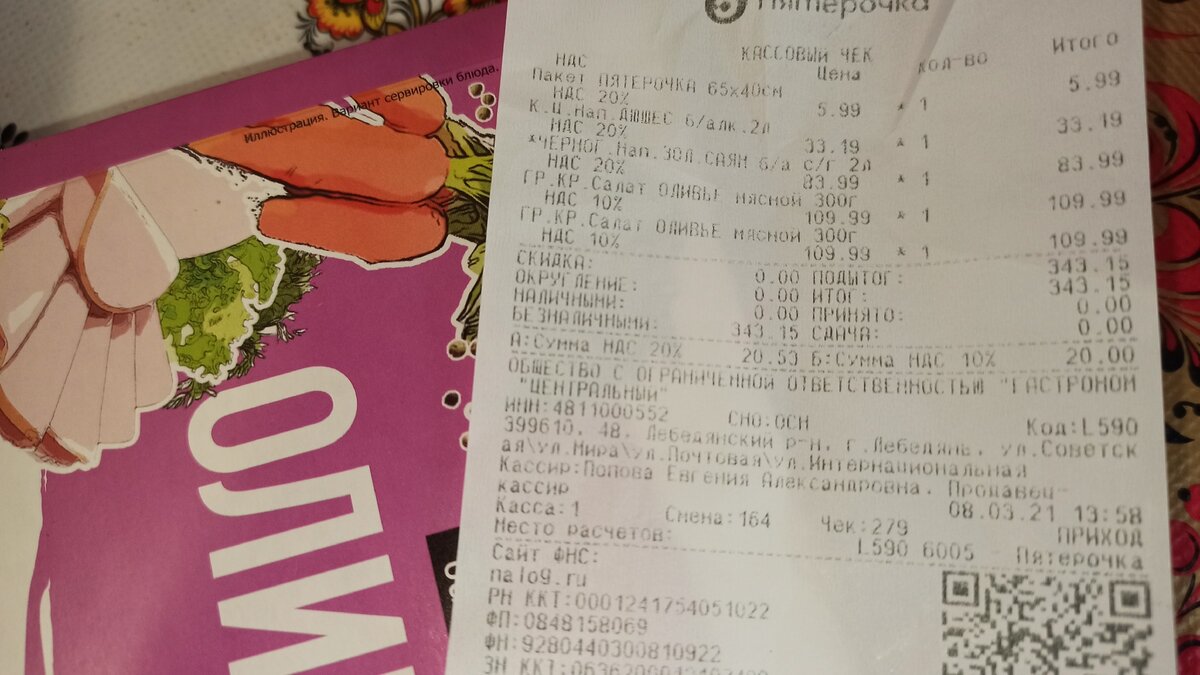 Иллюстрация. Вариант сервировки блюда.
ОЛИ
Пятерочка
КАССОВЫЙ ЧЕК
НДС Цена КОЛ-ВО ИТОГО
Пакет ПЯТЕРОЧКА 65х40см
НДС 20% 5.99 * 1 5.99
К.Ц.Нап.ДЮШЕС б/алк.2л
НДС 20% 33.19 * 1 33.19
*ЧЕРНОГ.Нап.ЗОЛ.САЯН б/а с/г 2л
НДС 20% 83.99 * 1 83.99
ГР.КР.Салат ОЛИВЬЕ мясной 300г
НДС 10% 109.99 * 1 109.99
ГР.КР.Салат ОЛИВЬЕ мясной 300г
НДС 10% 109.99 * 1 109.99
СКИДКА: 0.00 ПОДЫТОГ: 343.15
ОКРУГЛЕНИЕ: 0.00 ИТОГ: 343.15
НАЛИЧНЫМИ: 0.00 ПРИНЯТО: 0.00
БЕЗНАЛИЧНЫМИ: 343.15 СДАЧА: 0.00
А:Сумма НДС 20% 20.53 Б:Сумма НДС 10% 20.00
ОБЩЕСТВО С ОГРАНИЧЕННОЙ ОТВЕТСТВЕННОСТЬЮ "ГАСТРОНОМ
"ЦЕНТРАЛЬНЫЙ"
ИНН:4811000552 СНО:ОСН Код:L590
399610, 48, Лебедянский р-н, г.Лебедянь, ул.Советск
ая\ул.Мира\ул.Почтовая\ул.Интернациональная
Кассир:Попова Евгения Александровна, Продавец-
кассир 08.03.21 13:58
Касса:1 Смена:164 Чек:279 ПРИХОД
Место расчетов: L590 6005 Пятерочка
Сайт ФНС:
nalog.ru
РН ККТ:0001241754051022
ФП:0848158069
ФН:9280440300810922
ЗН ККТ: